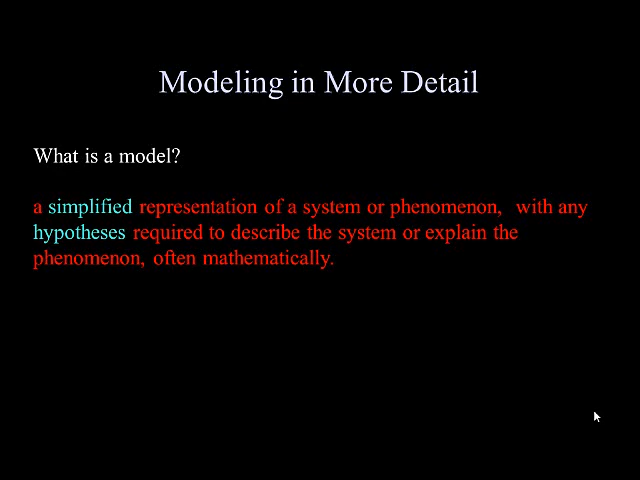 Modeling in More Detail
What is a model?
a simplified representation of a system or phenomenon, with any
hypotheses required to describe the system or explain the
phenomenon, often mathematically.